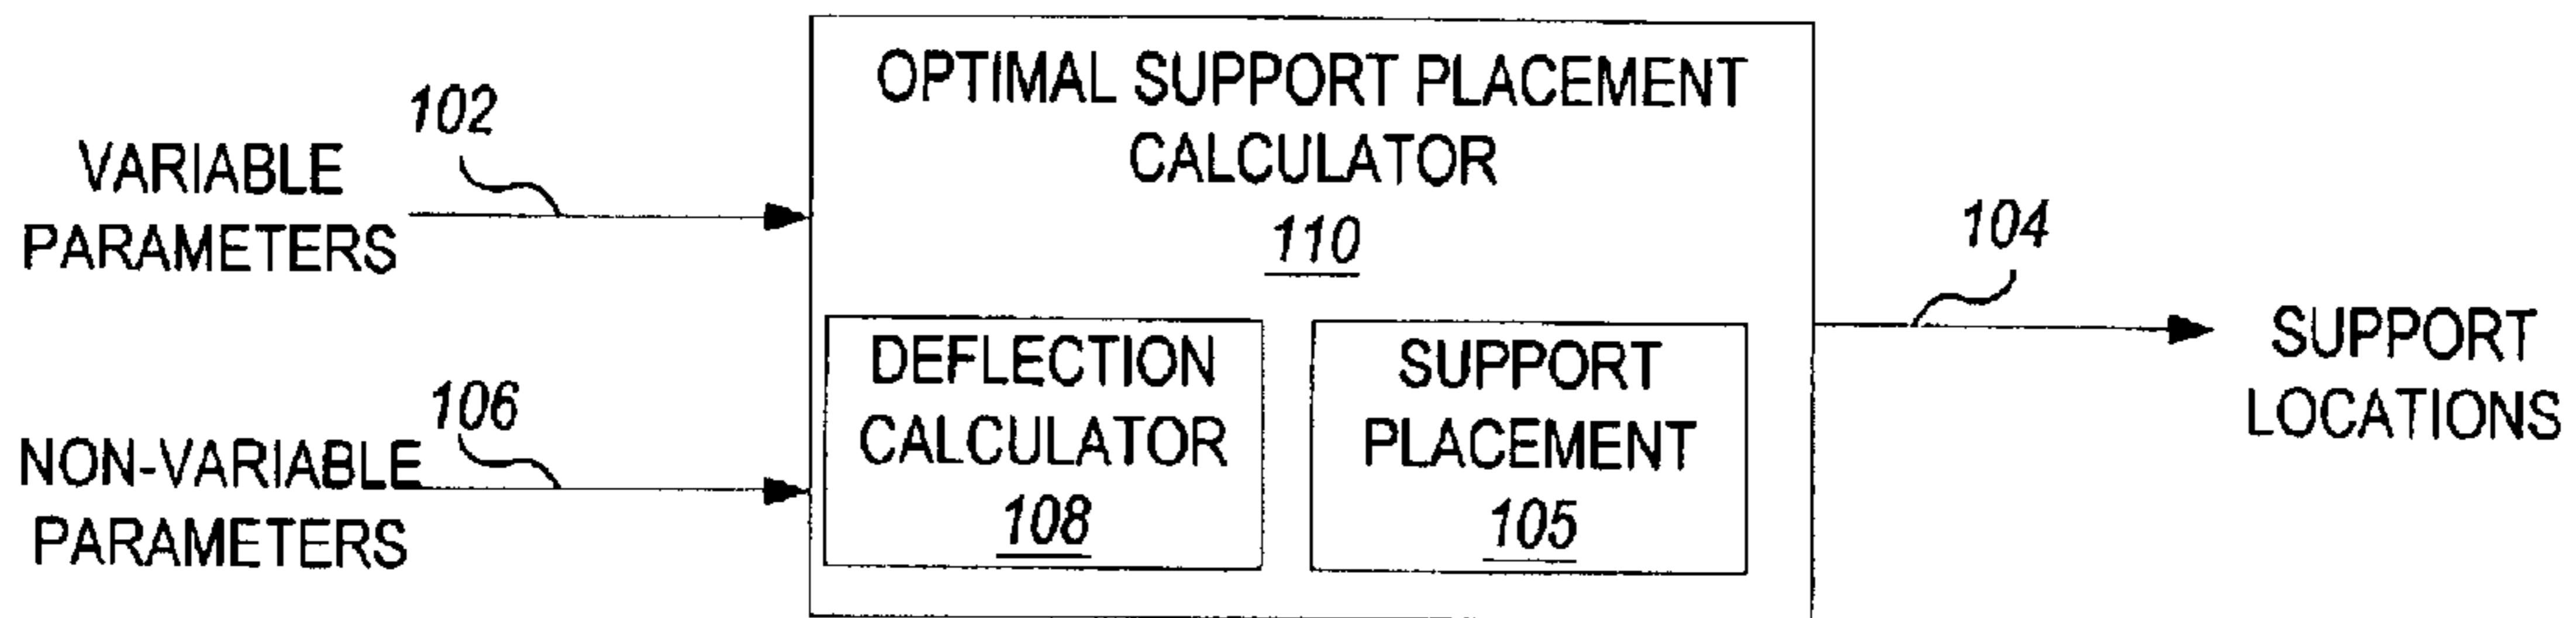 VARIABLE
PARAMETERS
102
NON-VARIABLE
PARAMETERS
106
OPTIMAL SUPPORT PLACEMENT
CALCULATOR
110
DEFLECTION
CALCULATOR
108
SUPPORT
PLACEMENT
105
104
SUPPORT
LOCATIONS